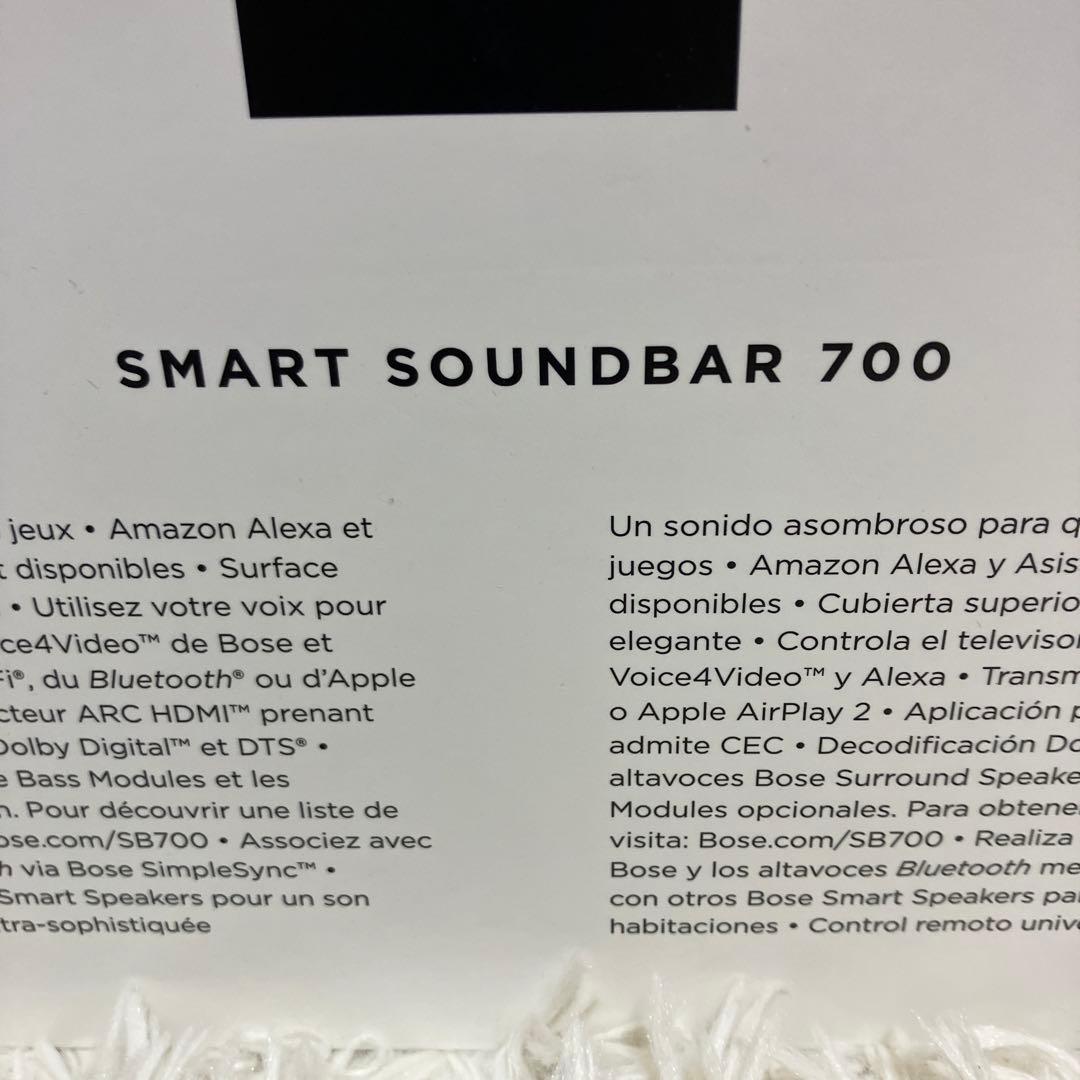 SMART SOUNDBAR 700
jeux • Amazon Alexa et
disponibles • Surface
• Utilisez votre voix pour
ce4Video™ de Bose et
Fi®, du Bluetooth® ou d'Apple
cteur ARC HDMI™ prenant
Dolby Digital™ et DTS® •
e Bass Modules et les
n. Pour découvrir une liste de
ose.com/SB700 • Associez avec
h via Bose SimpleSync™ •
Smart Speakers pour un son
tra-sophistiquée
Un sonido asombroso para q
juegos • Amazon Alexa y Asis
disponibles • Cubierta superio
elegante • Controla el televiso
Voice4Video™ y Alexa • Transm
o Apple AirPlay 2 • Aplicación p
admite CEC • Decodificación Do
altavoces Bose Surround Speake
Modules opcionales. Para obtene
visita: Bose.com/SB700 • Realiza
Bose y los altavoces Bluetooth me
con otros Bose Smart Speakers pa
habitaciones • Control remoto unive